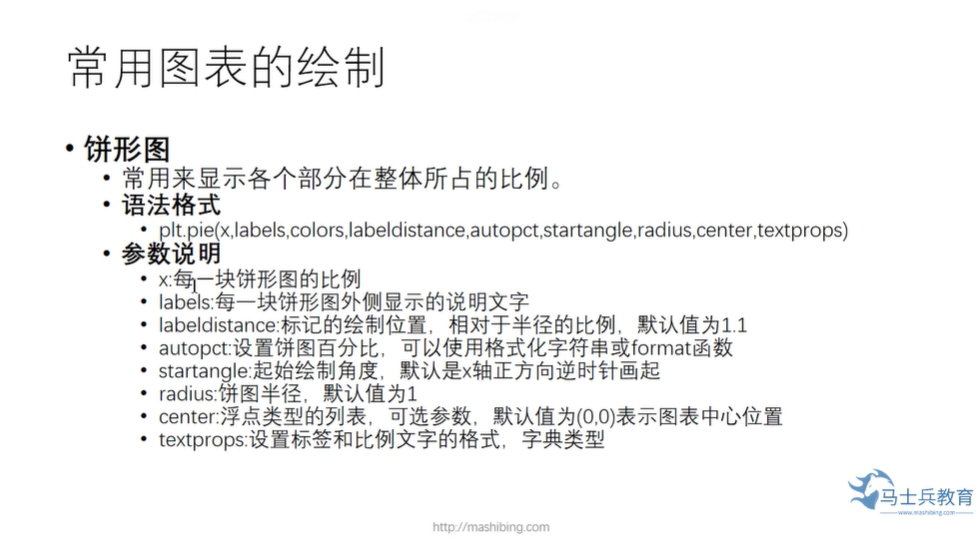 常用图表的绘制
• 饼形图
• 常用来显示各个部分在整体所占的比例。
• 语法格式
• plt.pie(x,labels,colors,labeldistance,autopct,startangle,radius,center,textprops)
• 参数说明
• x:每一块饼形图的比例
• labels:每一块饼形图外侧显示的说明文字
• labeldistance:标记的绘制位置，相对于半径的比例，默认值为1.1
• autopct:设置饼图百分比，可以使用格式化字符串或format函数
• startangle:起始绘制角度，默认是x轴正方向逆时针画起
• radius:饼图半径，默认值为1
• center:浮点类型的列表，可选参数，默认值为(0,0)表示图表中心位置
• textprops:设置标签和比例文字的格式，字典类型
马士兵教育
www.mashibing.com
http://mashibing.com